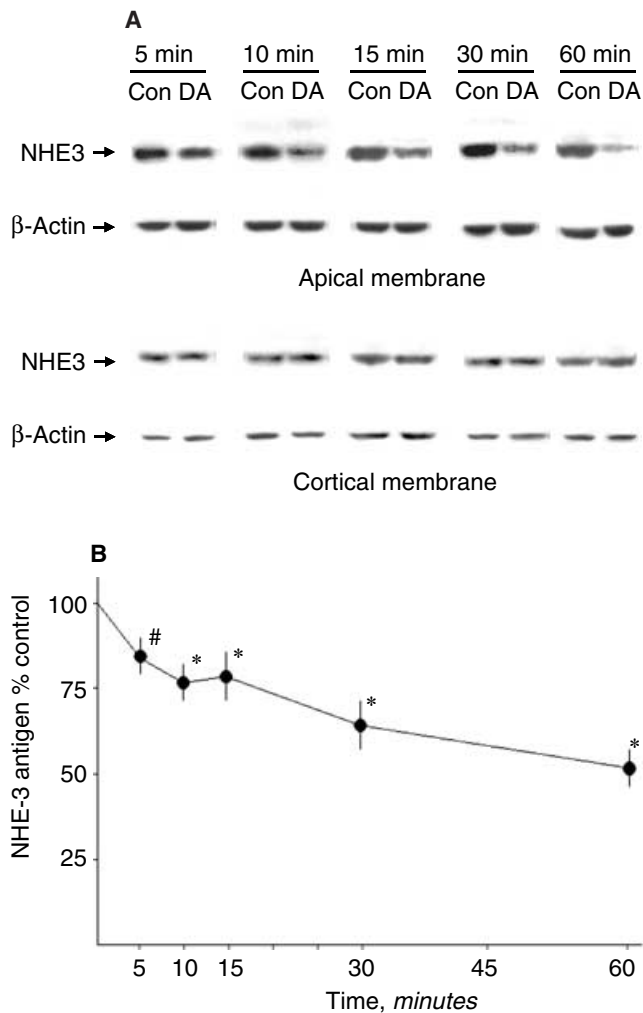 A
5 min 10 min 15 min 30 min 60 min
Con DA Con DA Con DA Con DA Con DA
NHE3
β-Actin
Apical membrane
NHE3
β-Actin
Cortical membrane
B
NHE-3 antigen % control
100
75
50
25
# * * * *
5 10 15 30 45 60
Time, minutes